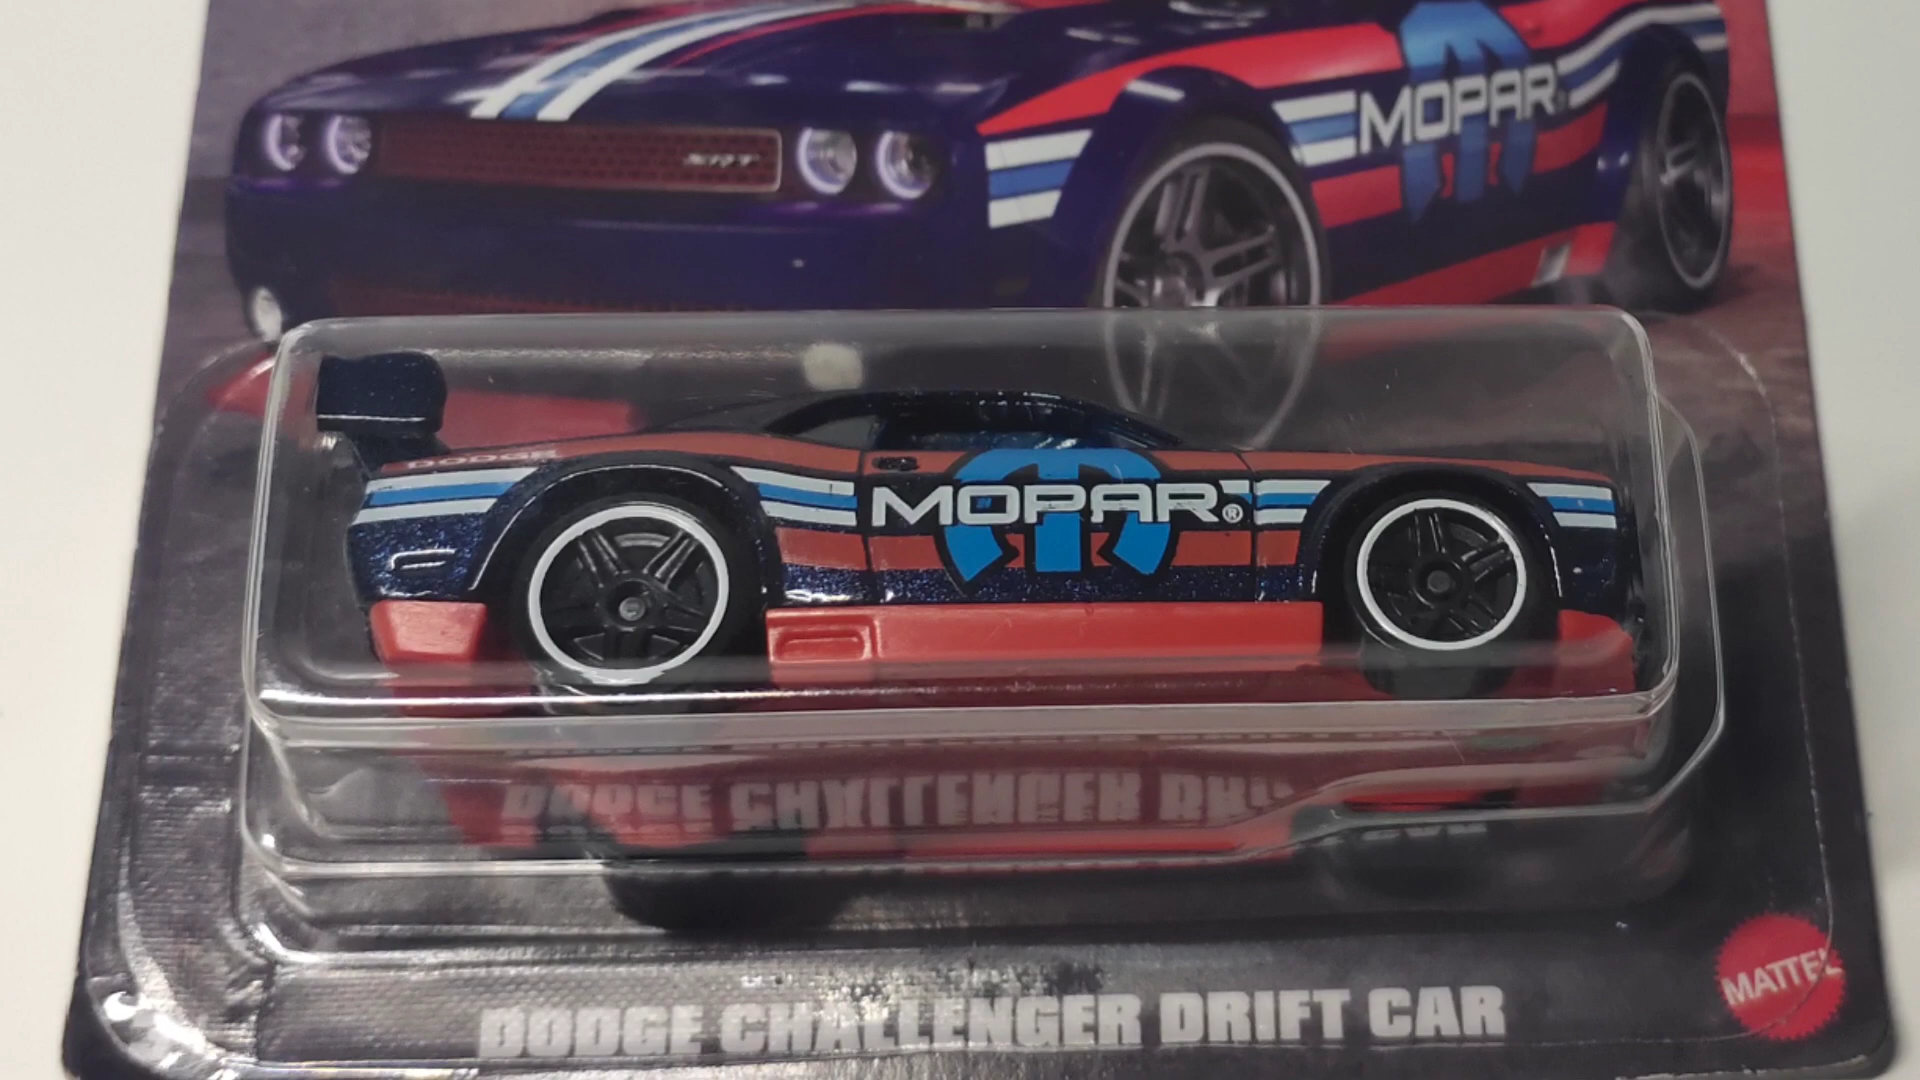 SRT
MOPAR
DODGE
MOPAR®
MATTEL
DODGE CHALLENGER DRIFT CAR